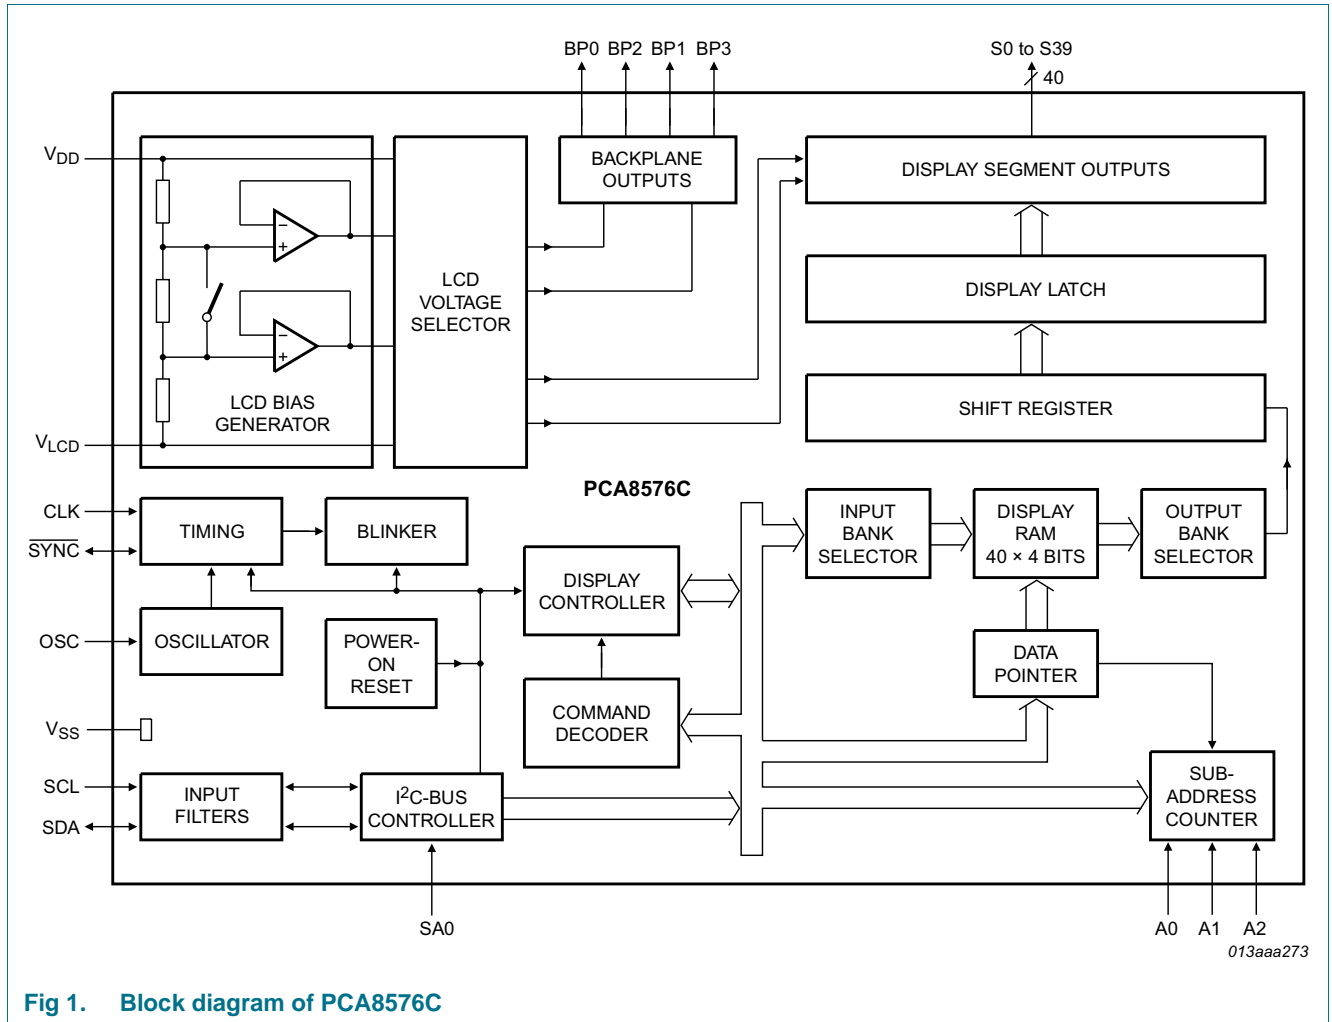 BP0 BP2 BP1 BP3
S0 to S39
40
VDD
BACKPLANE
OUTPUTS
DISPLAY SEGMENT OUTPUTS
−
+
LCD
VOLTAGE
SELECTOR
DISPLAY LATCH
−
+
LCD BIAS
GENERATOR
SHIFT REGISTER
VLCD
PCA8576C
CLK
SYNC
TIMING
BLINKER
INPUT
BANK
SELECTOR
DISPLAY
RAM
40 × 4 BITS
OUTPUT
BANK
SELECTOR
DISPLAY
CONTROLLER
OSC
OSCILLATOR
POWER-
ON
RESET
DATA
POINTER
COMMAND
DECODER
VSS
SCL
SDA
INPUT
FILTERS
I2C-BUS
CONTROLLER
SUB-
ADDRESS
COUNTER
SA0
A0 A1 A2
013aaa273
Fig 1. Block diagram of PCA8576C